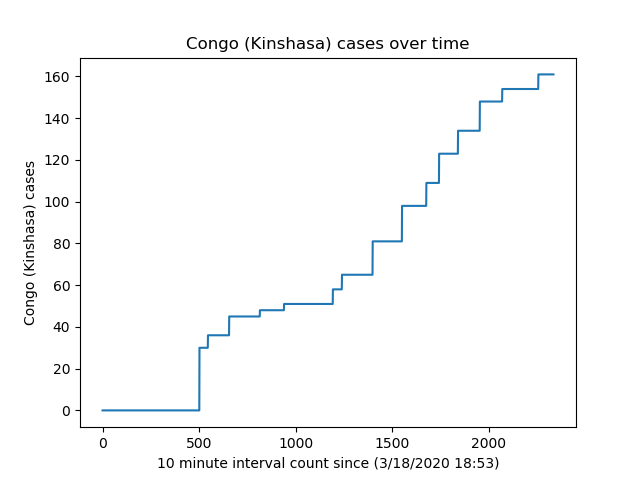 Congo (Kinshasa) cases over time
160
140
120
100
80
60
40
20
0
Congo (Kinshasa) cases
0 500 1000 1500 2000
10 minute interval count since (3/18/2020 18:53)